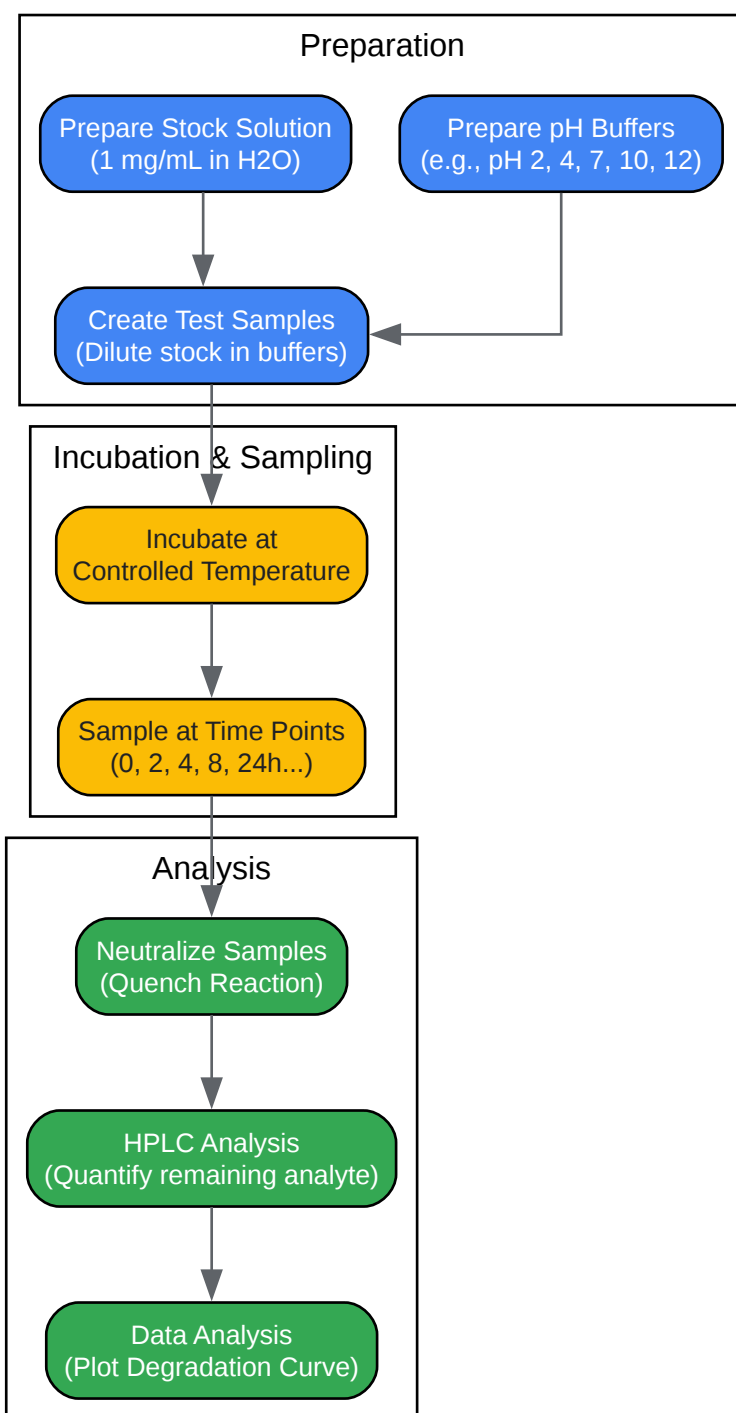 Preparation
Prepare Stock Solution
(1 mg/mL in H2O)
Prepare pH Buffers
(e.g., pH 2, 4, 7, 10, 12)
Create Test Samples
(Dilute stock in buffers)
Incubation & Sampling
Incubate at
Controlled Temperature
Sample at Time Points
(0, 2, 4, 8, 24h...)
Analysis
Neutralize Samples
(Quench Reaction)
HPLC Analysis
(Quantify remaining analyte)
Data Analysis
(Plot Degradation Curve)